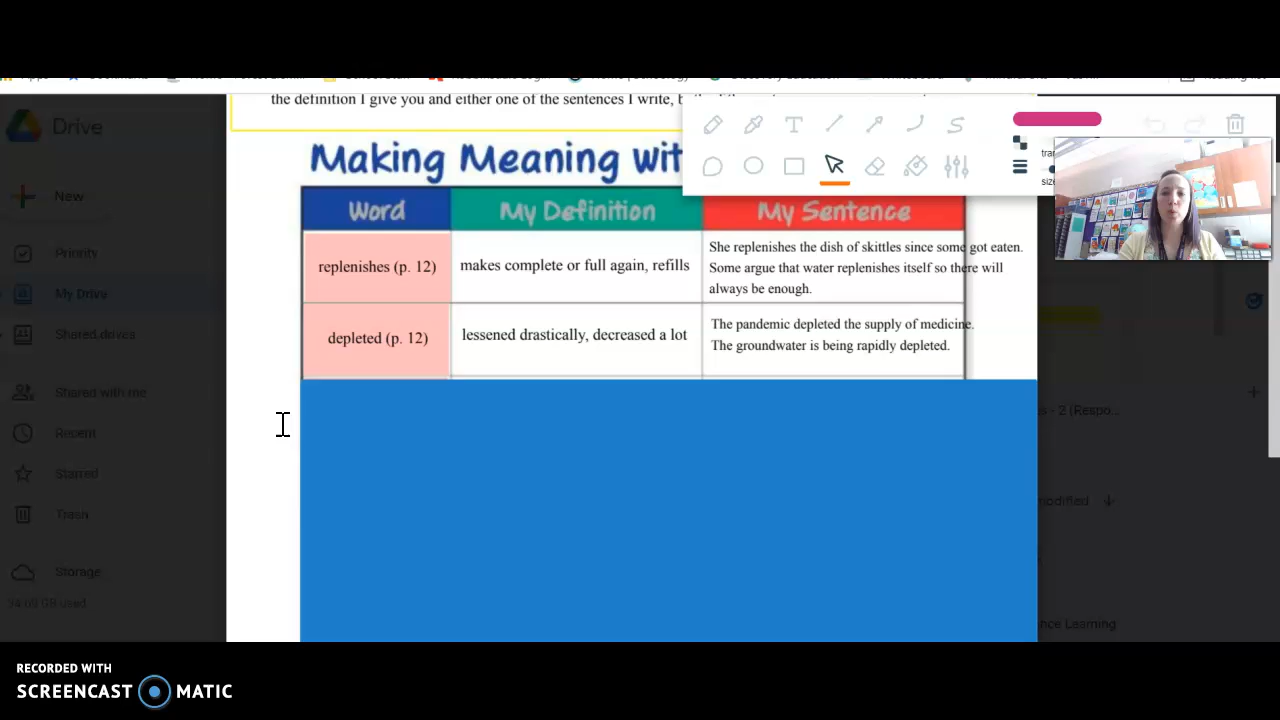 the definition I give you and either one of the sentences I write,
Drive
Making Meaning
Word My Definition My Sentence
New
Priority
replenishes (p. 12) makes complete or full again, refills She replenishes the dish of skittles since some got eaten.
Some argue that water replenishes itself so there will
always be enough.
My Drive
Shared drives
depleted (p. 12) lessened drastically, decreased a lot The pandemic depleted the supply of medicine.
The groundwater is being rapidly depleted.
Shared with me
Recent
Starred
Trash
Storage
RECORDED WITH
SCREENCAST MATIC